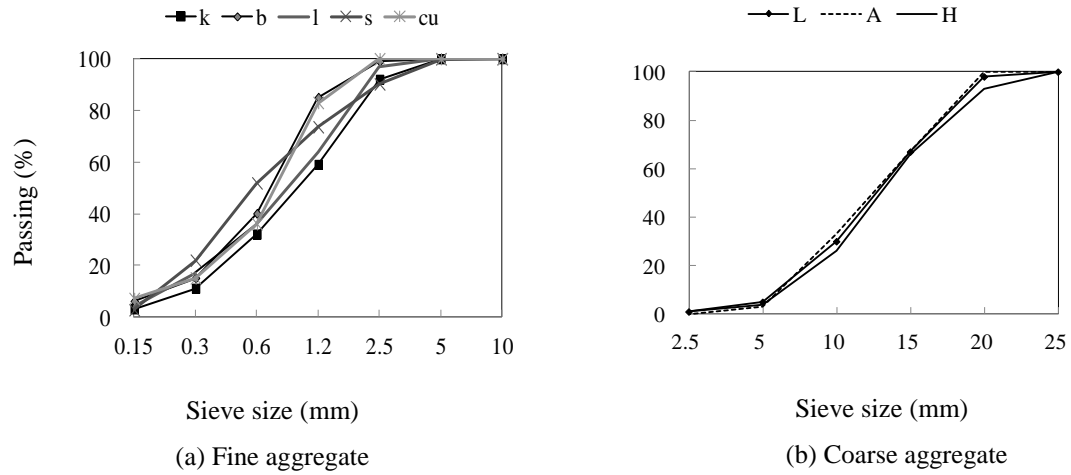 k b l s cu
100
80
60
40
20
0
Passing (%)
0.15 0.3 0.6 1.2 2.5 5 10
Sieve size (mm)
(a) Fine aggregate
L A H
100
80
60
40
20
0
2.5 5 10 15 20 25
Sieve size (mm)
(b) Coarse aggregate